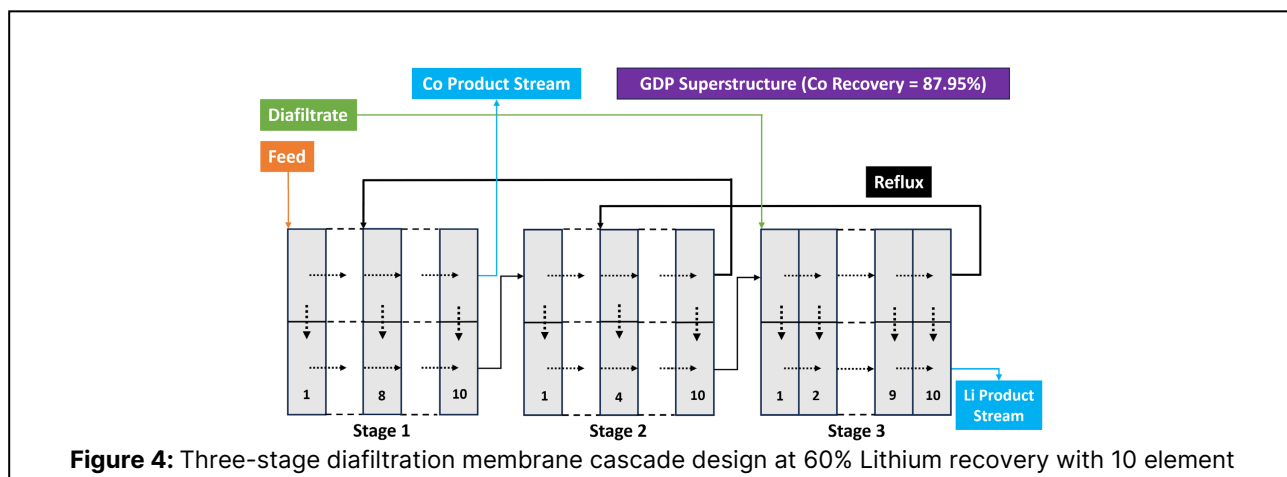 Co Product Stream
GDP Superstructure (Co Recovery = 87.95%)
Diafiltrate
Feed
Reflux
1 8 10 1 4 10 1 2 9 10
Li Product
Stream
Stage 1 Stage 2 Stage 3
Figure 4: Three-stage diafiltration membrane cascade design at 60% Lithium recovery with 10 element